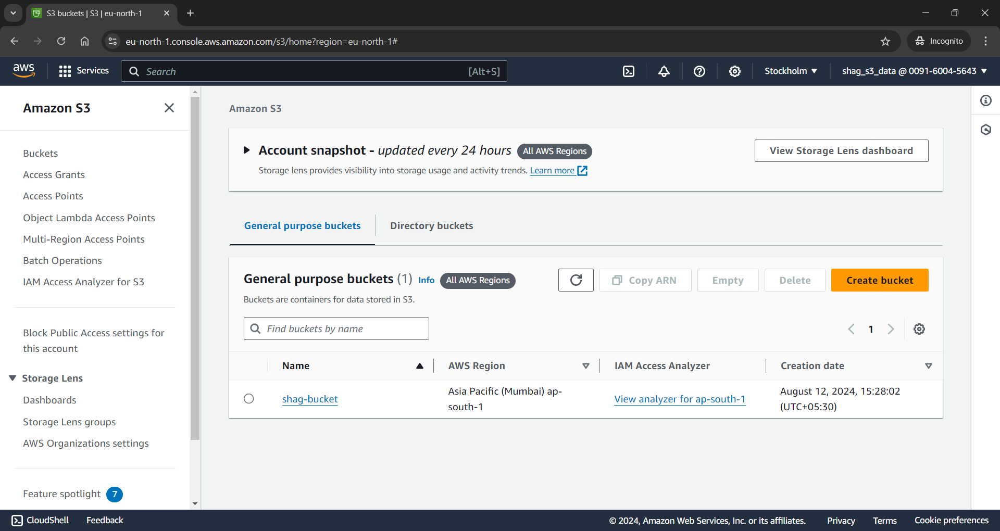 S3 buckets | S3 | eu-north-1
eu-north-1.console.aws.amazon.com/s3/home?region=eu-north-1#
Incognito
aws
Services
Search
[Alt+S]
Stockholm
shag_s3_data @ 0091-6004-5643
Amazon S3
Buckets
Access Grants
Access Points
Object Lambda Access Points
Multi-Region Access Points
Batch Operations
IAM Access Analyzer for S3
Block Public Access settings for
this account
Storage Lens
Dashboards
Storage Lens groups
AWS Organizations settings
Feature spotlight 7
Amazon S3
Account snapshot - updated every 24 hours All AWS Regions
View Storage Lens dashboard
Storage lens provides visibility into storage usage and activity trends. Learn more
General purpose buckets
Directory buckets
General purpose buckets (1) Info All AWS Regions
Copy ARN
Empty
Delete
Create bucket
Buckets are containers for data stored in S3.
Find buckets by name
1
Name
AWS Region
IAM Access Analyzer
Creation date
shag-bucket
Asia Pacific (Mumbai) ap-
south-1
View analyzer for ap-south-1
August 12, 2024, 15:28:02
(UTC+05:30)
CloudShell
Feedback
© 2024, Amazon Web Services, Inc. or its affiliates.
Privacy
Terms
Cookie preferences